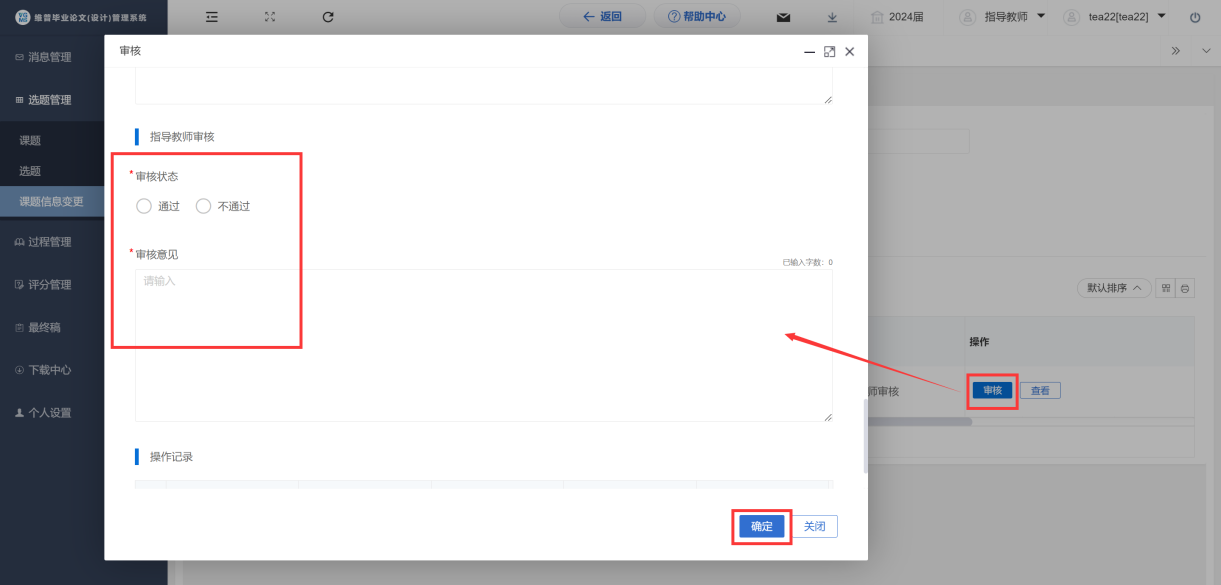 维普毕业论文(设计)管理系统
返回
帮助中心
2024届
指导教师
tea22[tea22]
消息管理
选题管理
课题
选题
课题信息变更
过程管理
评分管理
最终稿
下载中心
个人设置
审核
指导教师审核
*审核状态
通过
不通过
*审核意见
已输入字数：0
请输入
操作记录
确定
关闭
默认排序
操作
师审核
审核
查看